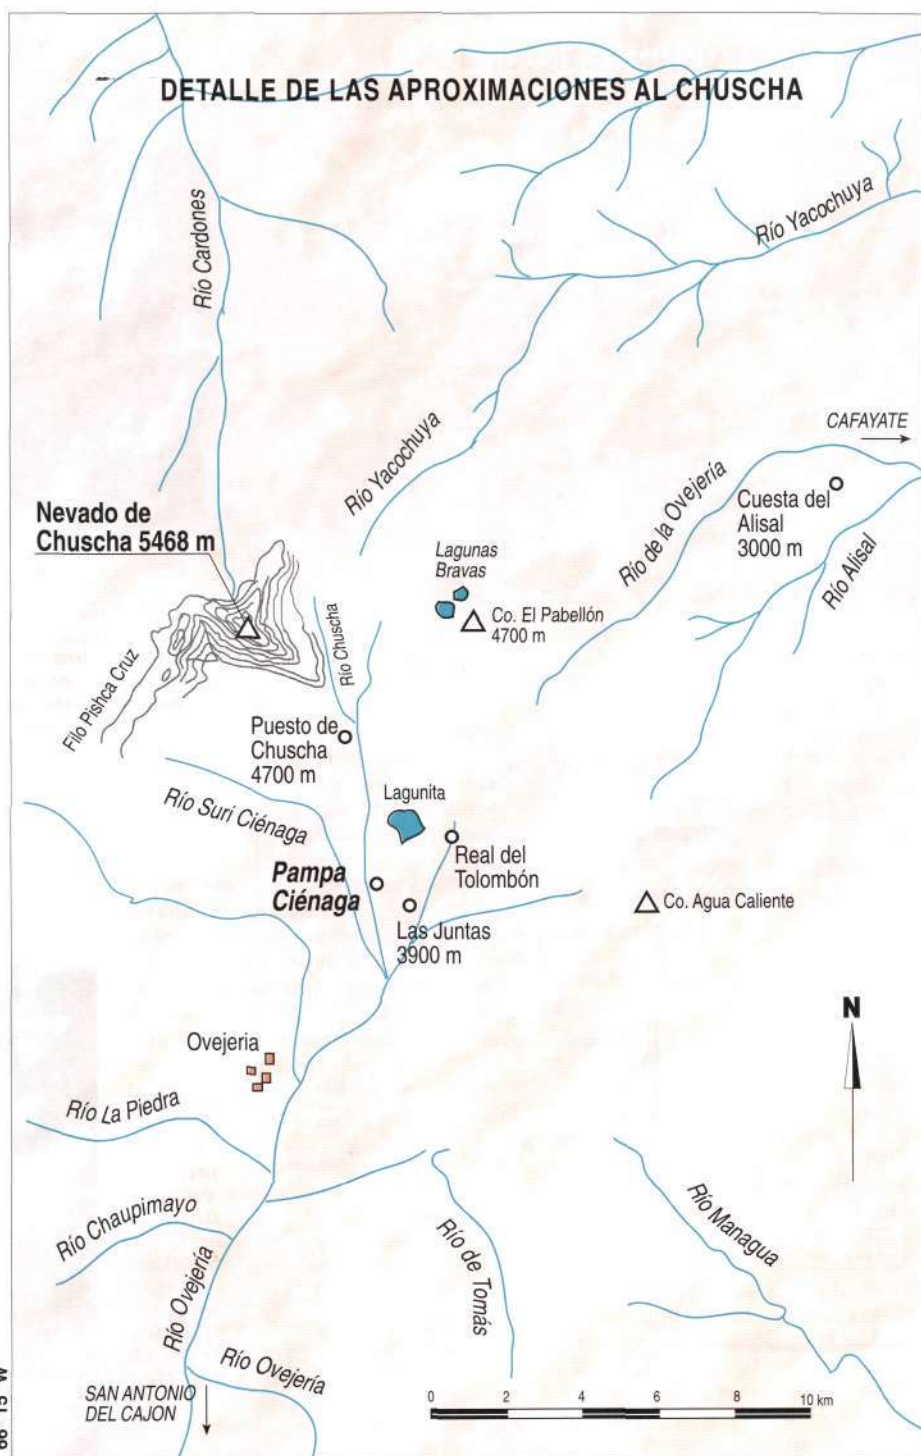 DETALLE DE LAS APROXIMACIONES AL CHUSCHA
Río Cardones
Río Yacochuya
Río Yacochuya
CAFAYATE
Río de la Ovejería
Cuesta del
Alisal
3000 m
Río Alisal
Nevado de
Chuscha 5468 m
Lagunas
Bravas
Co. El Pabellón
4700 m
Río Chuscha
Filo Pishca Cruz
Puesto de
Chuscha
4700 m
Río Surí Ciénaga
Lagunita
Real del
Tolombón
Pampa
Ciénaga
Las Juntas
3900 m
Co. Agua Caliente
N
Ovejeria
Río La Piedra
Río Chaupimayo
Río Ovejería
Río de Tomás
Río Managua
Río Ovejería
SAN ANTONIO
DEL CAJON
0 2 4 6 8 10 km
66 15 W